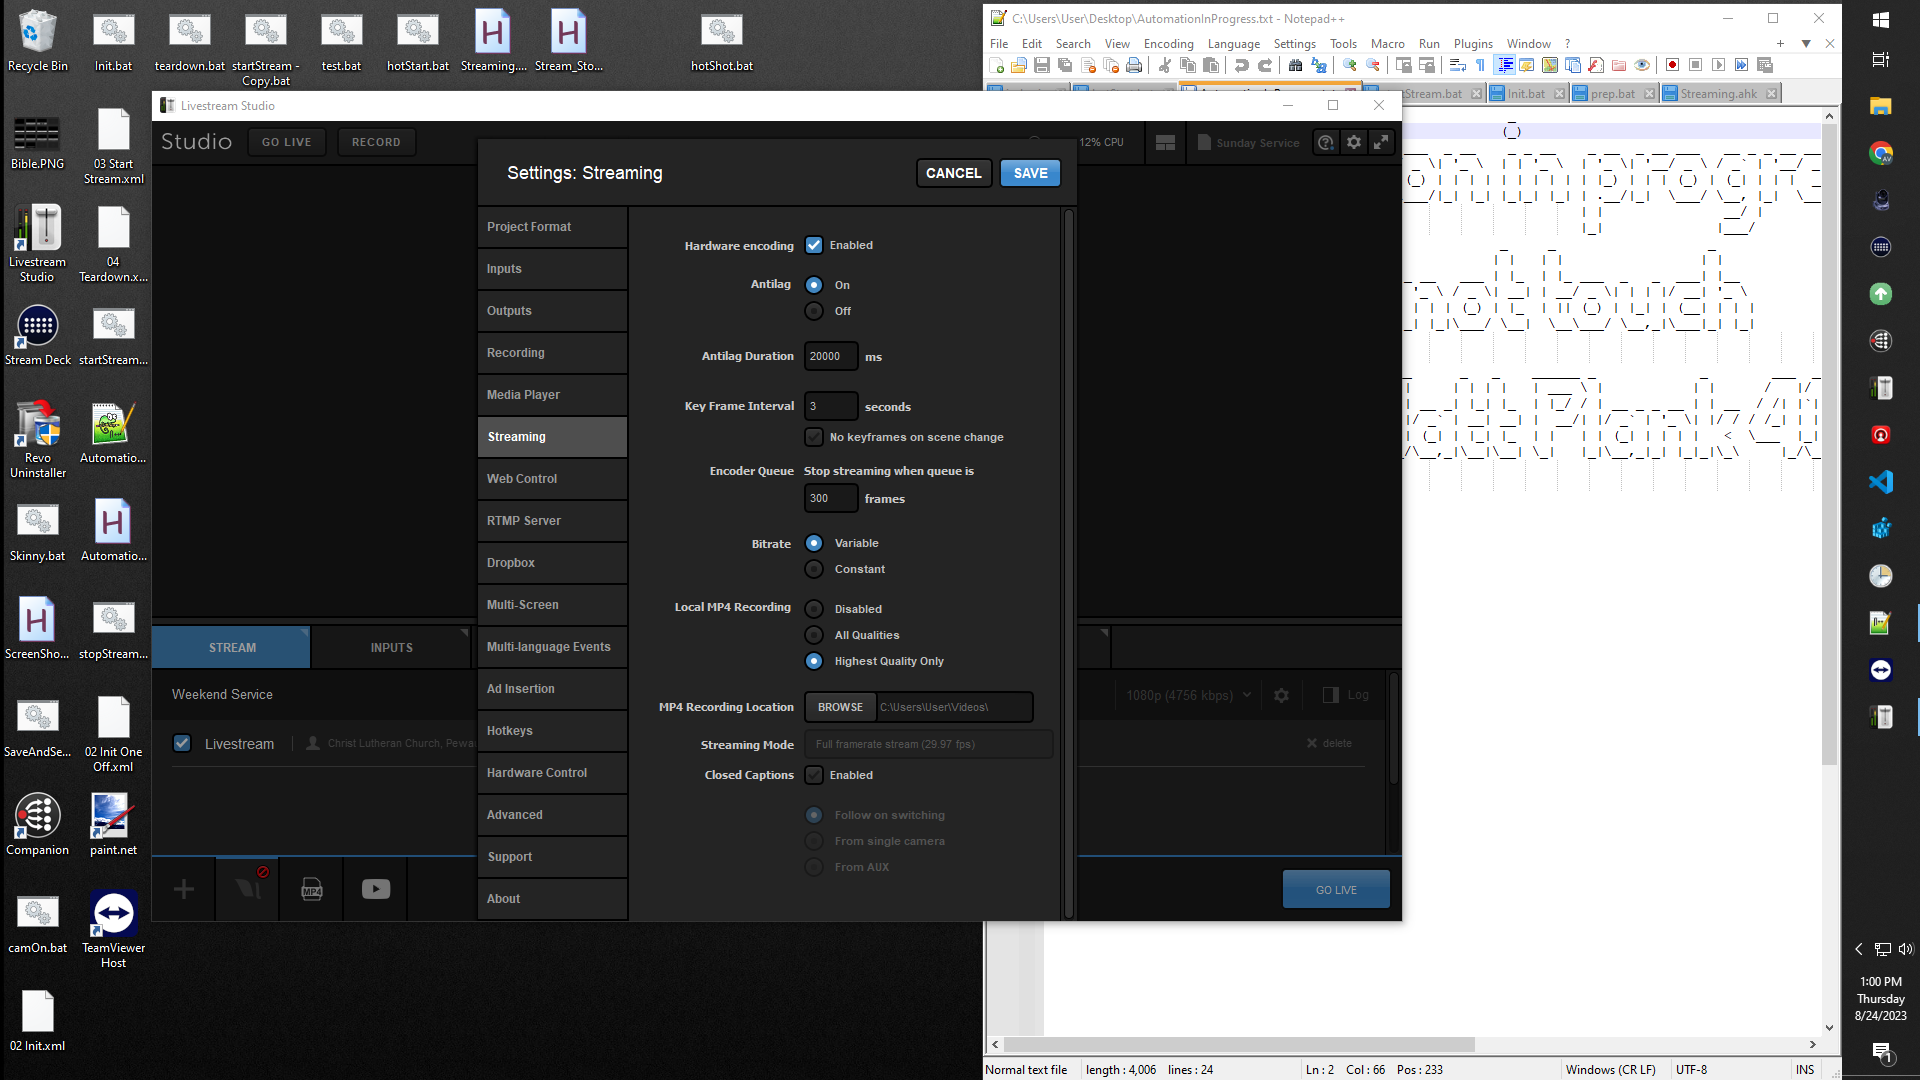 Recycle Bin
Init.bat
teardown.bat
startStream - Copy.bat
test.bat
hotStart.bat
Streaming....
Stream_Sto...
hotShot.bat
Bible.PNG
03 Start Stream.xml
Livestream Studio
04 Teardown.x...
Stream Deck
startStream...
Revo Uninstaller
Automatio...
Skinny.bat
Automatio...
ScreenSho...
stopStream...
SaveAndSe...
02 Init One Off.xml
Companion
paint.net
camOn.bat
TeamViewer Host
02 Init.xml
C:\Users\User\Desktop\AutomationInProgress.txt - Notepad++
File Edit Search View Encoding Language Settings Tools Macro Run Plugins Window ?
Stream.bat Init.bat prep.bat Streaming.ahk
Livestream Studio
Studio GO LIVE RECORD 12% CPU Sunday Service
Settings: Streaming CANCEL SAVE
Project Format
Inputs
Outputs
Recording
Media Player
Streaming
Web Control
RTMP Server
Dropbox
Multi-Screen
Multi-language Events
Ad Insertion
Hotkeys
Hardware Control
Advanced
Support
About
Hardware encoding Enabled
Antilag On
Off
Antilag Duration 20000 ms
Key Frame Interval 3 seconds
No keyframes on scene change
Encoder Queue Stop streaming when queue is
300 frames
Bitrate Variable
Constant
Local MP4 Recording Disabled
All Qualities
Highest Quality Only
MP4 Recording Location BROWSE C:\Users\User\Videos\
Streaming Mode Full framerate stream (29.97 fps)
Closed Captions Enabled
Follow on switching
From single camera
From AUX
STREAM INPUTS
Weekend Service 1080p (4756 kbps) Log
Livestream Christ Lutheran Church, Pewa delete
MP4
GO LIVE
not touch
Normal text file length : 4,006 lines : 24 Ln : 2 Col : 66 Pos : 233 Windows (CR LF) UTF-8 INS
1:00 PM
Thursday
8/24/2023
1